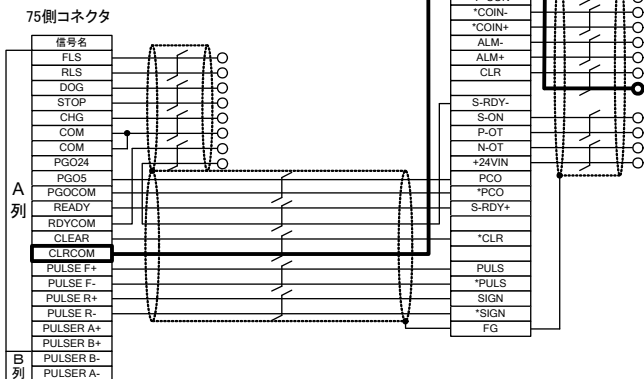 75側コネクタ
信号名
FLS
RLS
DOG
STOP
CHG
COM
COM
PGO24
PGO5
PGOCOM
READY
RDYCOM
CLEAR
CLRCOM
PULSE F+
PULSE F-
PULSE R+
PULSE R-
PULSER A+
PULSER B+
PULSER B-
PULSER A-
A
列
B
列
*COIN-
*COIN+
ALM-
ALM+
CLR
S-RDY-
S-ON
P-OT
N-OT
+24VIN
PCO
*PCO
S-RDY+
*CLR
PULS
*PULS
SIGN
*SIGN
FG